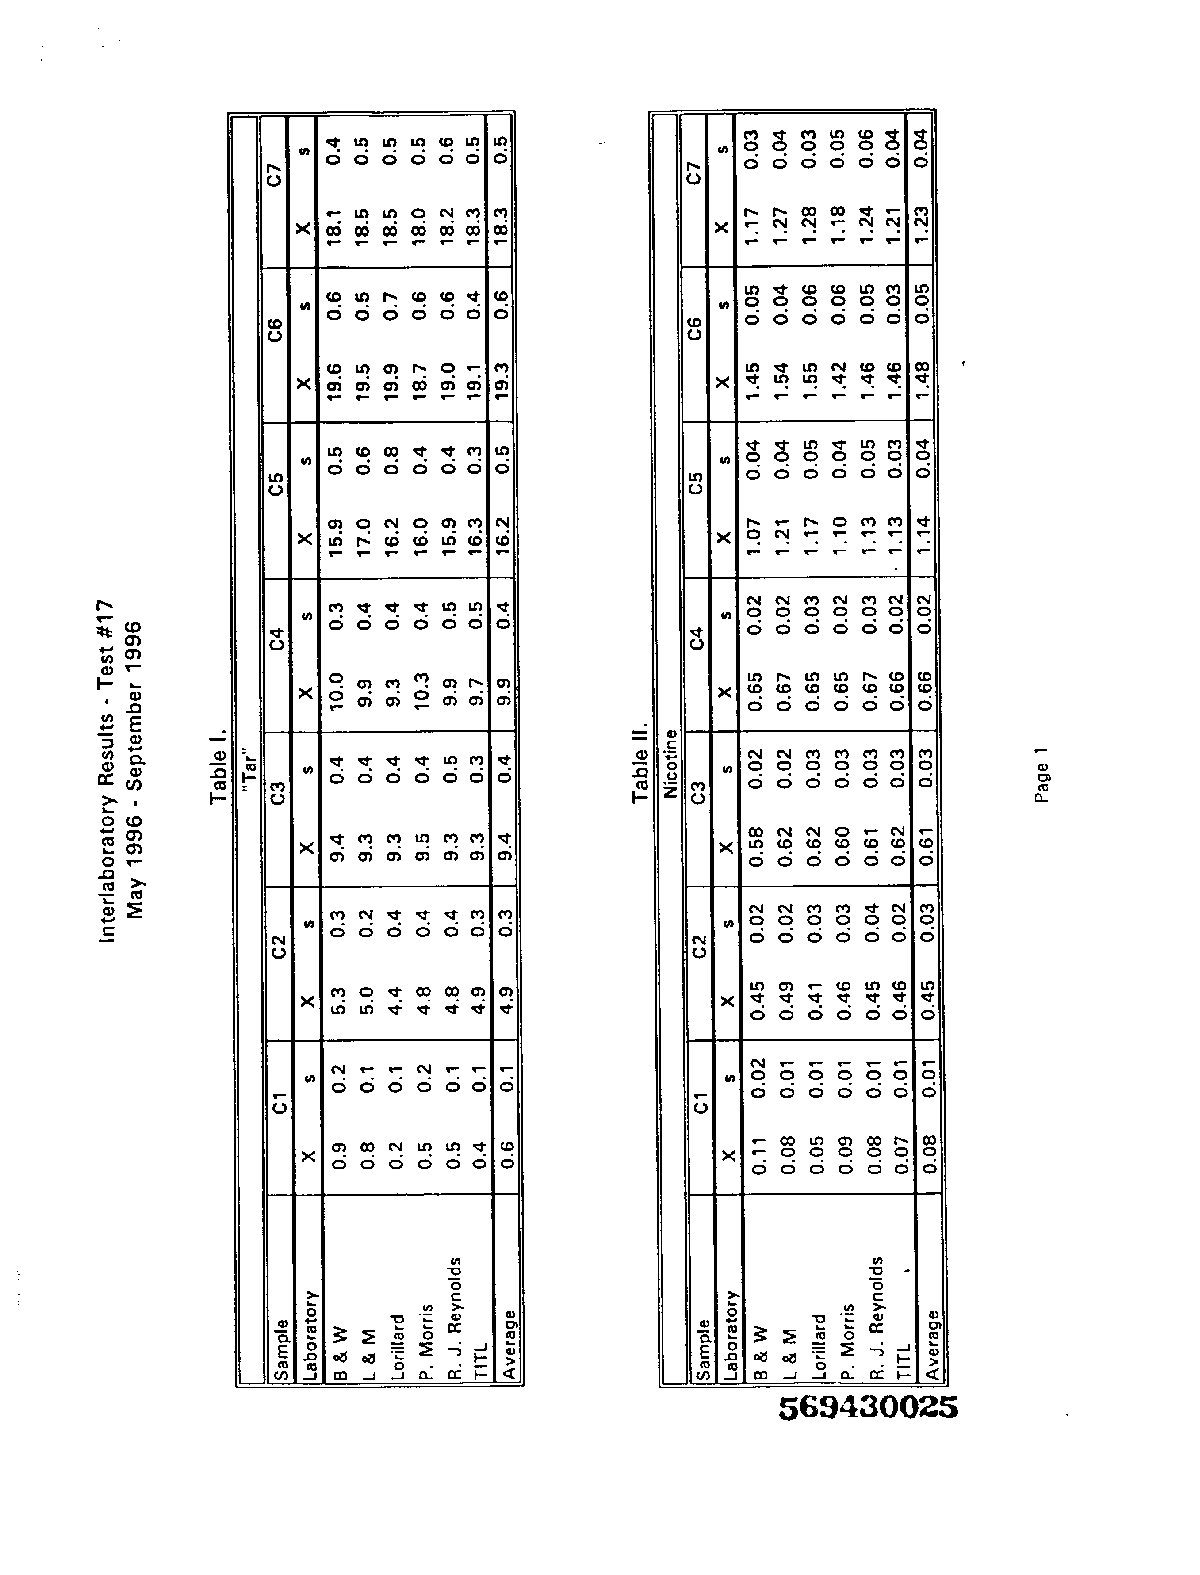 Interlaboratory Results - Test #17
May 1996 - September 1996
Table I.
"Tar"
Sample C1 C2 C3 C4 C5 C6 C7
Laboratory X s X s X s X s X s X s X s
B & W 0.9 0.2 5.3 0.3 9.4 0.4 10.0 0.3 15.9 0.5 19.6 0.6 18.1 0.4
L & M 0.8 0.1 5.0 0.2 9.3 0.4 9.9 0.4 17.0 0.6 19.5 0.5 18.5 0.5
Lorillard 0.2 0.1 4.4 0.4 9.3 0.4 9.3 0.4 16.2 0.8 19.9 0.7 18.5 0.5
P. Morris 0.5 0.2 4.8 0.4 9.5 0.4 10.3 0.4 16.0 0.4 18.7 0.6 18.0 0.5
R. J. Reynolds 0.5 0.1 4.8 0.4 9.3 0.5 9.9 0.5 15.9 0.4 19.0 0.6 18.2 0.6
TITL 0.4 0.1 4.9 0.3 9.3 0.3 9.7 0.5 16.3 0.3 19.1 0.4 18.3 0.5
Average 0.6 0.1 4.9 0.3 9.4 0.4 9.9 0.4 16.2 0.5 19.3 0.6 18.3 0.5
Table II.
Nicotine
Sample C1 C2 C3 C4 C5 C6 C7
Laboratory X s X s X s X s X s X s X s
B & W 0.11 0.02 0.45 0.02 0.58 0.02 0.65 0.02 1.07 0.04 1.45 0.05 1.17 0.03
L & M 0.08 0.01 0.49 0.02 0.62 0.02 0.67 0.02 1.21 0.04 1.54 0.04 1.27 0.04
Lorillard 0.05 0.01 0.41 0.03 0.62 0.03 0.65 0.03 1.17 0.05 1.55 0.06 1.28 0.03
P. Morris 0.09 0.01 0.46 0.03 0.60 0.03 0.65 0.02 1.10 0.04 1.42 0.06 1.18 0.05
R. J. Reynolds 0.08 0.01 0.45 0.04 0.61 0.03 0.67 0.03 1.13 0.05 1.46 0.05 1.24 0.06
TITL 0.07 0.01 0.46 0.02 0.62 0.03 0.66 0.02 1.13 0.03 1.46 0.03 1.21 0.04
Average 0.08 0.01 0.45 0.03 0.61 0.03 0.66 0.02 1.14 0.04 1.48 0.05 1.23 0.04
569430025
Page 1